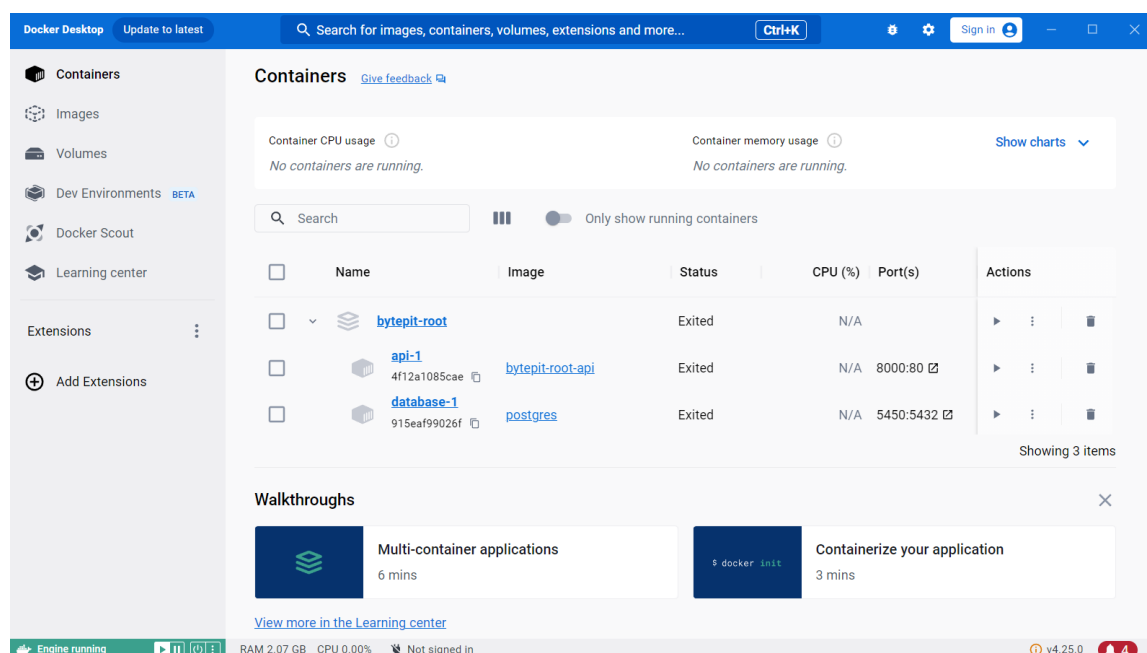 Docker Desktop Update to latest Search for images, containers, volumes, extensions and more... Ctrl+K Sign in
Containers
Images
Volumes
Dev Environments BETA
Docker Scout
Learning center
Extensions
Add Extensions
Containers Give feedback
Container CPU usage
No containers are running.
Container memory usage
No containers are running.
Show charts
Search
Only show running containers
Name Image Status CPU (%) Port(s) Actions
bytepit-root Exited N/A
api-1
4f12a1085cae
bytepit-root-api Exited N/A 8000:80
database-1
915eaf99026f
postgres Exited N/A 5450:5432
Showing 3 items
Walkthroughs
Multi-container applications
6 mins
$ docker init
Containerize your application
3 mins
View more in the Learning center
Engine running RAM 2.07 GB CPU 0.00% Not signed in v4.25.0 4